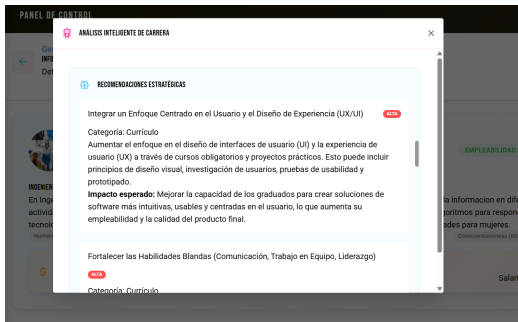 PANEL DE CONTROL
ANÁLISIS INTELIGENTE DE CARRERA
RECOMENDACIONES ESTRATÉGICAS
Integrar un Enfoque Centrado en el Usuario y el Diseño de Experiencia (UX/UI)
ALTA
Categoría: Currículo
Aumentar el enfoque en el diseño de interfaces de usuario (UI) y la experiencia de
usuario (UX) a través de cursos obligatorios y proyectos prácticos. Esto puede incluir
principios de diseño visual, investigación de usuarios, pruebas de usabilidad y
prototipado.
Impacto esperado: Mejorar la capacidad de los graduados para crear soluciones de
software más intuitivas, usables y centradas en el usuario, lo que aumenta su
empleabilidad y la calidad del producto final.
Fortalecer las Habilidades Blandas (Comunicación, Trabajo en Equipo, Liderazgo)
ALTA
Categoría: Currículo
Ges
INFO
Det
EMPLEABILIDAD
INGENIER
En Inge
activid
tecnolo
la informacion en dife
goritmos para respon
ades para mujeres.
Salari